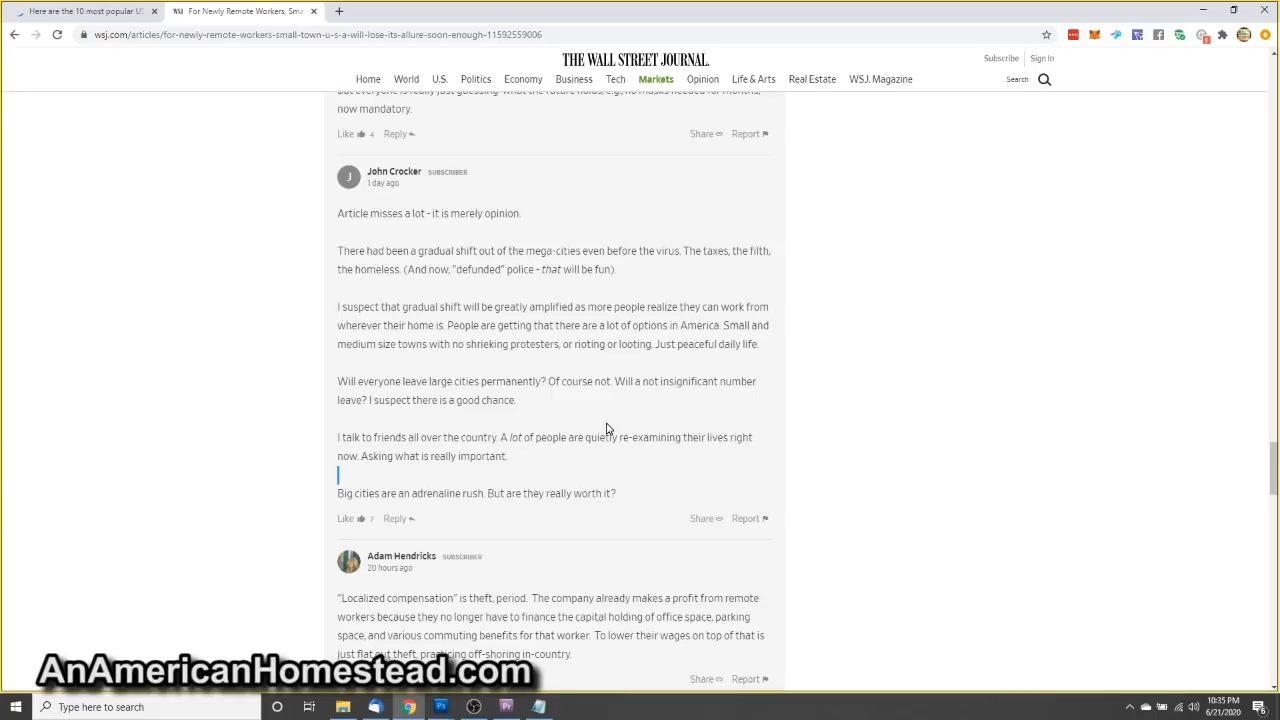 Here are the 10 most popular US
WSJ For Newly Remote Workers, Sma
wsj.com/articles/for-newly-remote-workers-small-town-u-s-a-will-lose-its-allure-soon-enough-11592559006
THE WALL STREET JOURNAL.
Subscribe Sign In
Home World U.S. Politics Economy Business Tech Markets Opinion Life & Arts Real Estate WSJ. Magazine
Search
now mandatory.
Like 4 Reply Share Report
J
John Crocker SUBSCRIBER
1 day ago
Article misses a lot - it is merely opinion.
There had been a gradual shift out of the mega-cities even before the virus. The taxes, the filth,
the homeless. (And now, "defunded" police - that will be fun).
I suspect that gradual shift will be greatly amplified as more people realize they can work from
wherever their home is. People are getting that there are a lot of options in America. Small and
medium size towns with no shrieking protesters, or rioting or looting. Just peaceful daily life.
Will everyone leave large cities permanently? Of course not. Will a not insignificant number
leave? I suspect there is a good chance.
I talk to friends all over the country. A lot of people are quietly re-examining their lives right
now. Asking what is really important.
Big cities are an adrenaline rush. But are they really worth it?
Like 7 Reply Share Report
Adam Hendricks SUBSCRIBER
20 hours ago
"Localized compensation" is theft, period. The company already makes a profit from remote
workers because they no longer have to finance the capital holding of office space, parking
space, and various commuting benefits for that worker. To lower their wages on top of that is
just flat out theft, practicing off-shoring in-country.
Share Report
AnAmericanHomestead.com
Type here to search
10:35 PM
6/21/2020